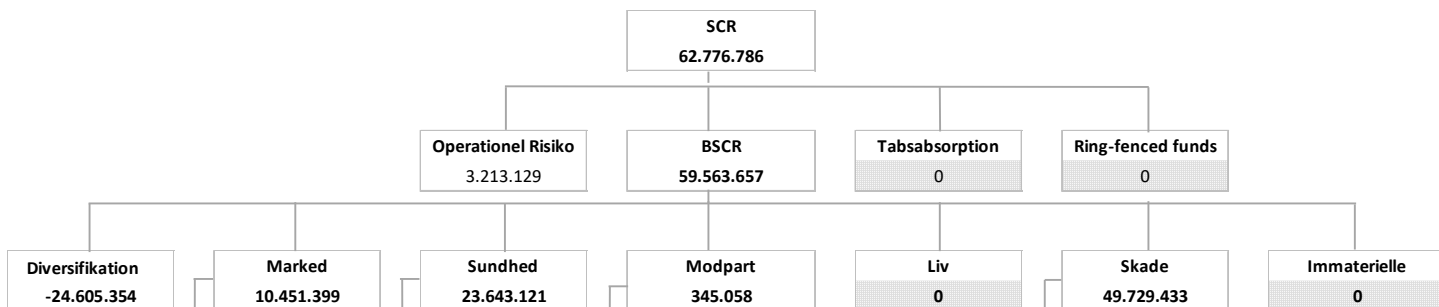 SCR
62.776.786
Operationel Risiko
3.213.129
BSCR
59.563.657
Tabsabsorption
0
Ring-fenced funds
0
Diversifikation
-24.605.354
Marked
10.451.399
Sundhed
23.643.121
Modpart
345.058
Liv
0
Skade
49.729.433
Immaterielle
0